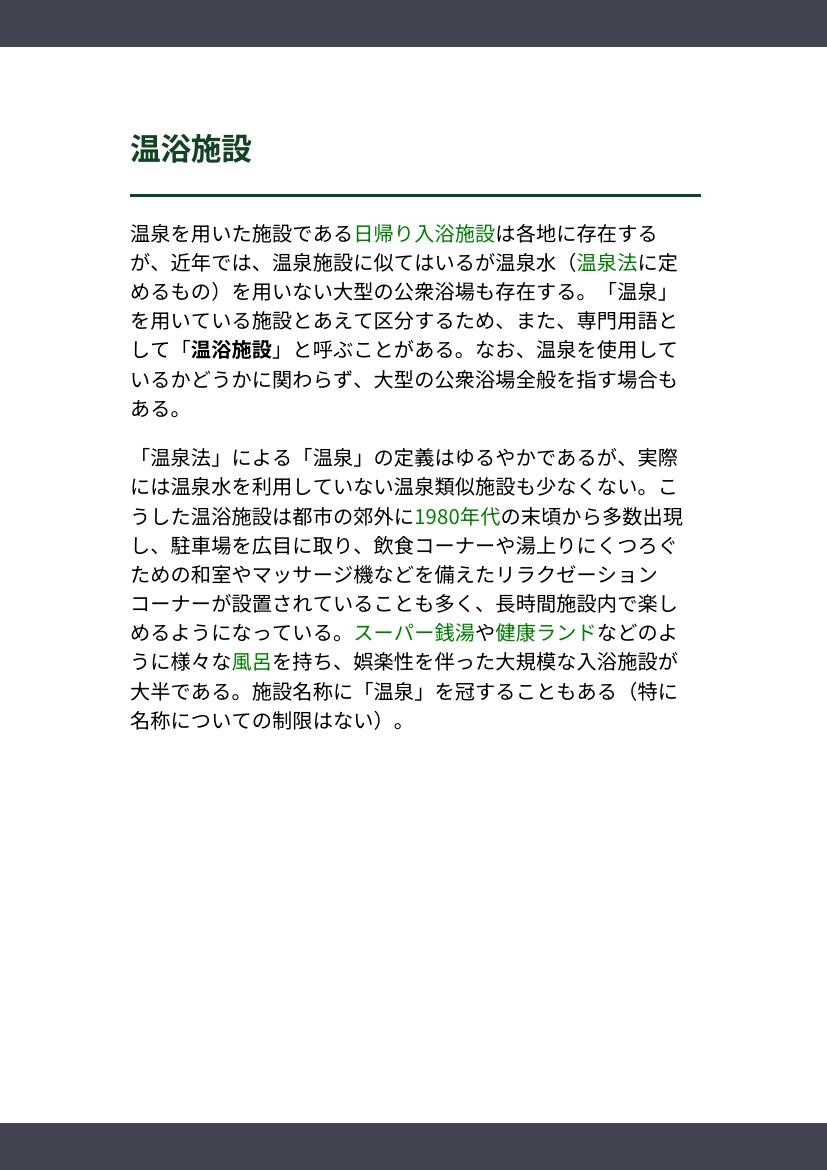 温浴施設
温泉を用いた施設である日帰り入浴施設は各地に存在する
が、近年では、温泉施設に似てはいるが温泉水（温泉法に定
めるもの）を用いない大型の公衆浴場も存在する。「温泉」
を用いている施設とあえて区分するため、また、専門用語と
して「温浴施設」と呼ぶことがある。なお、温泉を使用して
いるかどうかに関わらず、大型の公衆浴場全般を指す場合も
ある。
「温泉法」による「温泉」の定義はゆるやかであるが、実際
には温泉水を利用していない温泉類似施設も少なくない。こ
うした温浴施設は都市の郊外に1980年代の末頃から多数出現
し、駐車場を広目に取り、飲食コーナーや湯上りにくつろぐ
ための和室やマッサージ機などを備えたリラクゼーション
コーナーが設置されていることも多く、長時間施設内で楽し
めるようになっている。スーパー銭湯や健康ランドなどのよ
うに様々な風呂を持ち、娯楽性を伴った大規模な入浴施設が
大半である。施設名称に「温泉」を冠することもある（特に
名称についての制限はない）。